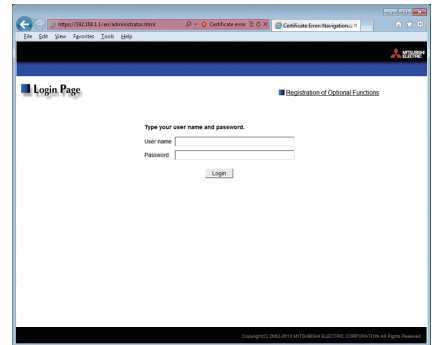 https://192.168.1.1/en/administrator.html
Certificate error
Certificate Error: Navigation...
File Edit View Favorites Tools Help
MITSUBISHI
ELECTRIC
Login Page
Registration of Optional Functions
Type your user name and password.
User name
Password
Login
Copyright(C) 2002-2010 MITSUBISHI ELECTRIC CORPORATION All Rights Reserved